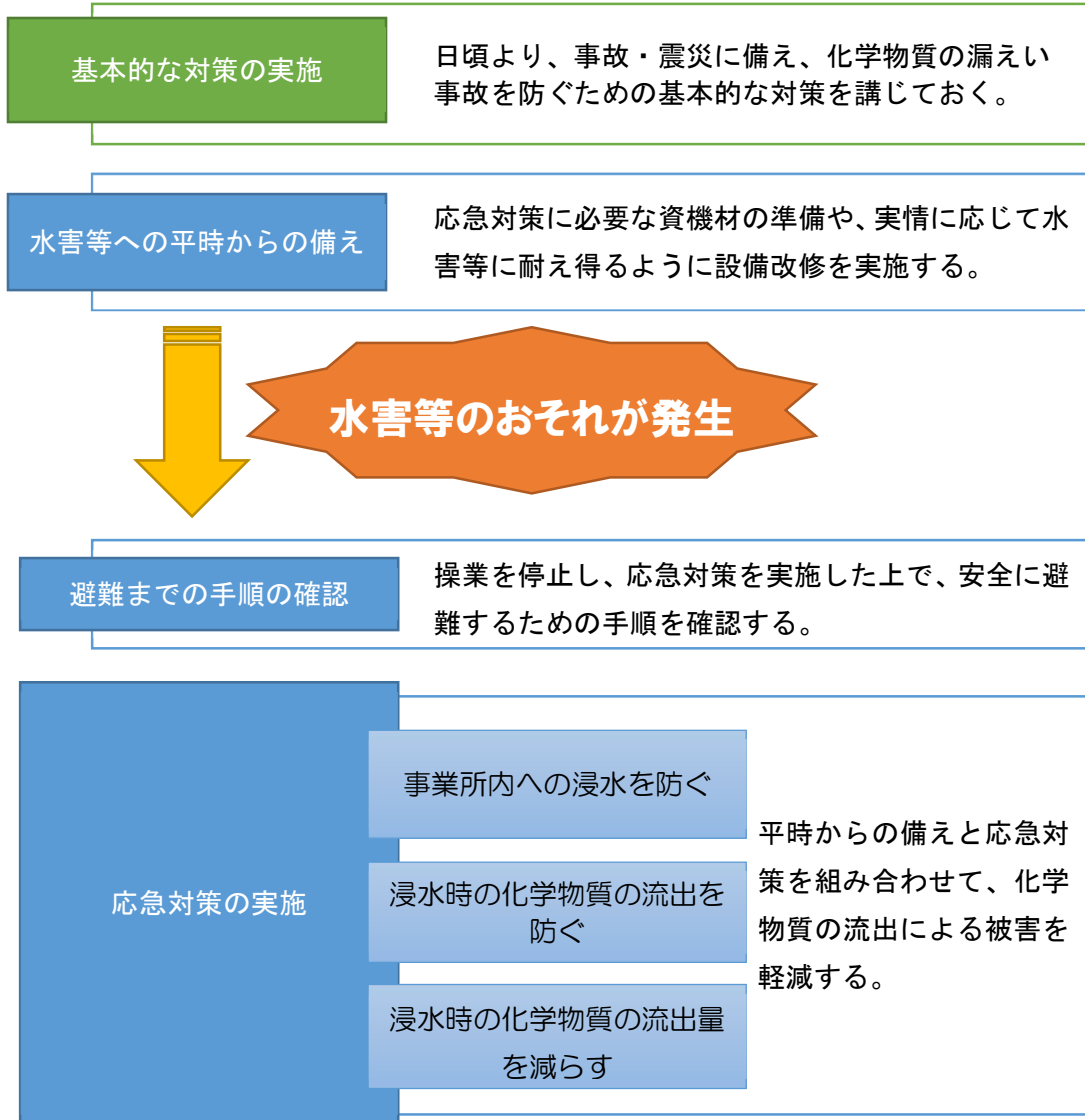 基本的な対策の実施
日頃より、事故・震災に備え、化学物質の漏えい
事故を防ぐための基本的な対策を講じておく。
水害等への平時からの備え
応急対策に必要な資機材の準備や、実情に応じて水
害等に耐え得るように設備改修を実施する。
水害等のおそれが発生
避難までの手順の確認
操業を停止し、応急対策を実施した上で、安全に避
難するための手順を確認する。
応急対策の実施
事業所内への浸水を防ぐ
浸水時の化学物質の流出を
防ぐ
浸水時の化学物質の流出量
を減らす
平時からの備えと応急対
策を組み合わせて、化学
物質の流出による被害を
軽減する。